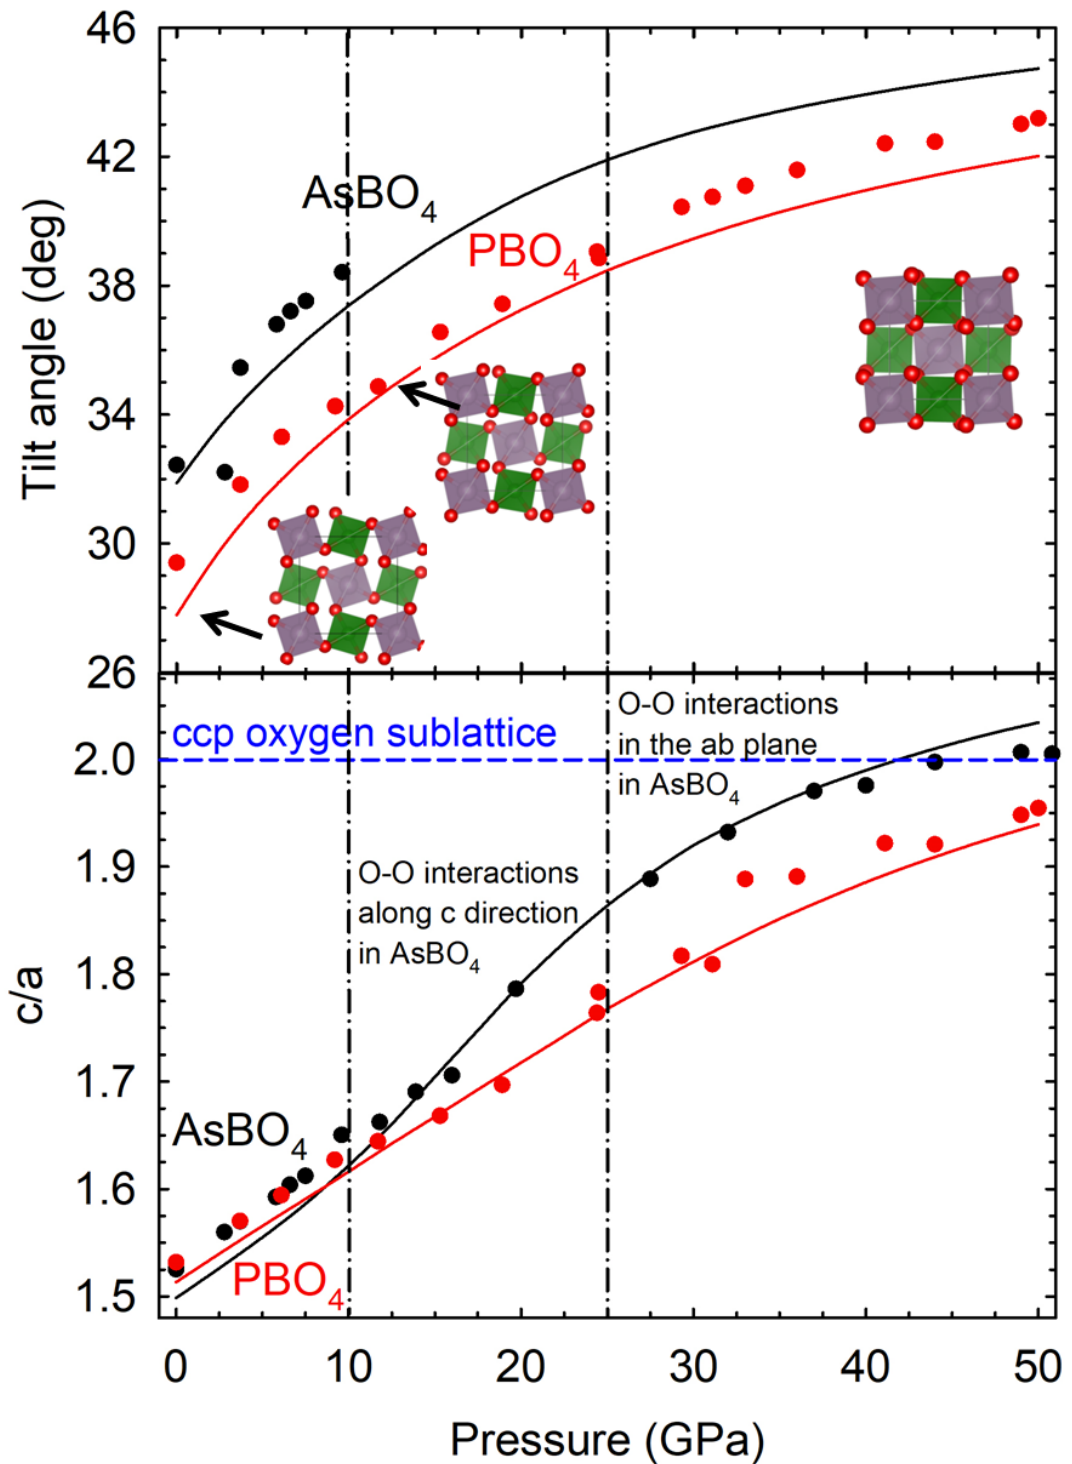 46
42
38
34
30
26
Tilt angle (deg)
AsBO4
PBO4
ccp oxygen sublattice
O-O interactions
in the ab plane
in AsBO4
O-O interactions
along c direction
in AsBO4
AsBO4
PBO4
2.0
1.9
1.8
1.7
1.6
1.5
c/a
0 10 20 30 40 50
Pressure (GPa)